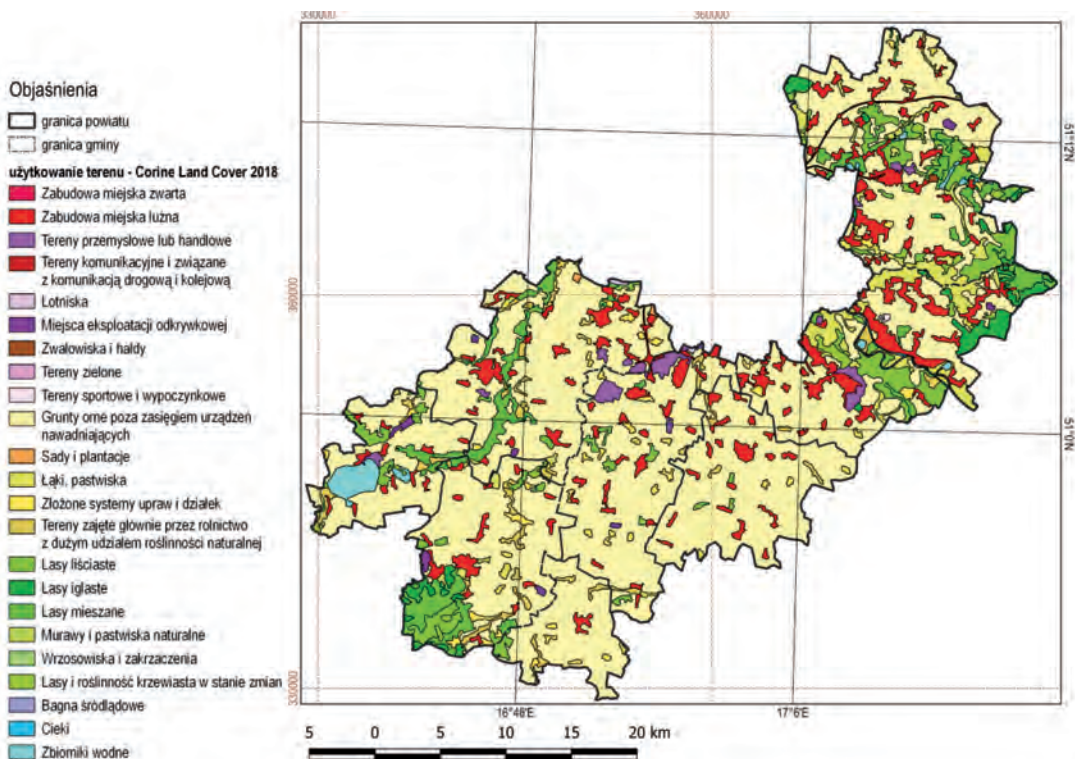 330000
360000
Objaśnienia
granica powiatu
granica gminy
użytkowanie terenu - Corine Land Cover 2018
Zabudowa miejska zwarta
Zabudowa miejska luźna
Tereny przemysłowe lub handlowe
Tereny komunikacyjne i związane
z komunikacją drogową i kolejową
Lotniska
Miejsca eksploatacji odkrywkowej
Zwałowiska i hałdy
Tereny zielone
Tereny sportowe i wypoczynkowe
Grunty orne poza zasięgiem urządzeń
nawadniających
Sady i plantacje
Łąki, pastwiska
Złożone systemy upraw i działek
Tereny zajęte głównie przez rolnictwo
z dużym udziałem roślinności naturalnej
Lasy liściaste
Lasy iglaste
Lasy mieszane
Murawy i pastwiska naturalne
Wrzosowiska i zakrzaczenia
Lasy i roślinność krzewiasta w stanie zmian
Bagna śródlądowe
Cieki
Zbiorniki wodne
51°12'N
51°0'N
360000
330000
16°48'E
17°6'E
5 0 5 10 15 20 km